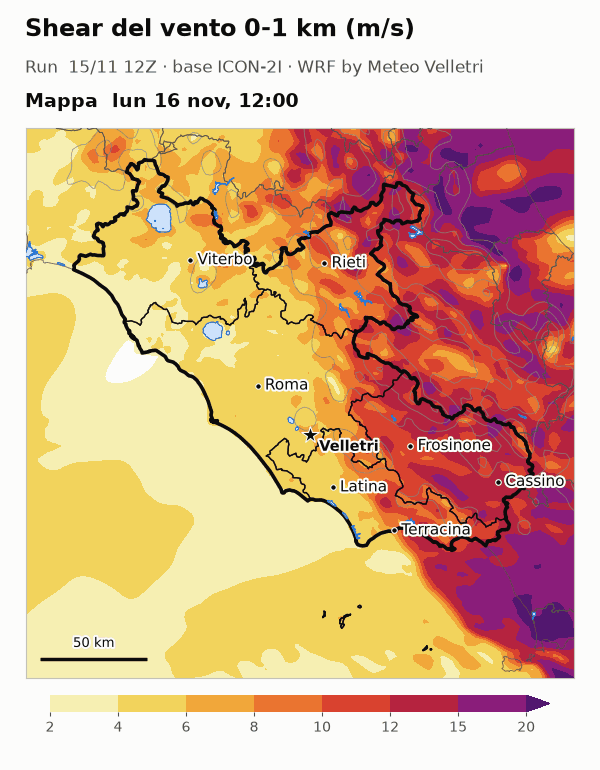 Shear del vento 0-1 km (m/s)
Run  15/11 12Z · base ICON-2I · WRF by Meteo Velletri
Mappa  lun 16 nov, 12:00
Viterbo
Rieti
Roma
Velletri
Frosinone
Cassino
Latina
Terracina
50 km
2 4 6 8 10 12 15 20